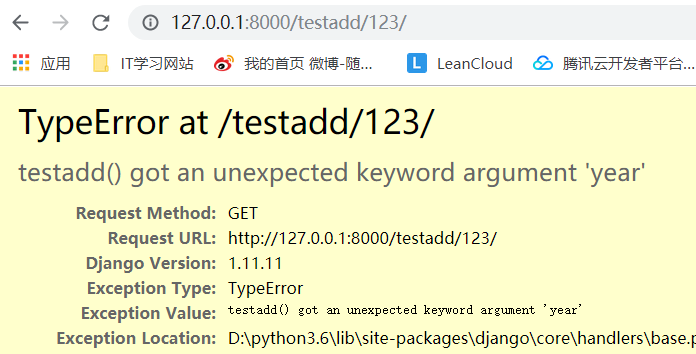 127.0.0.1:8000/testadd/123/
应用 IT学习网站 我的首页 微博-随... L LeanCloud 腾讯云开发者平台...
TypeError at /testadd/123/
testadd() got an unexpected keyword argument 'year'
Request Method: GET
Request URL: http://127.0.0.1:8000/testadd/123/
Django Version: 1.11.11
Exception Type: TypeError
Exception Value: testadd() got an unexpected keyword argument 'year'
Exception Location: D:\python3.6\lib\site-packages\django\core\handlers\base.p